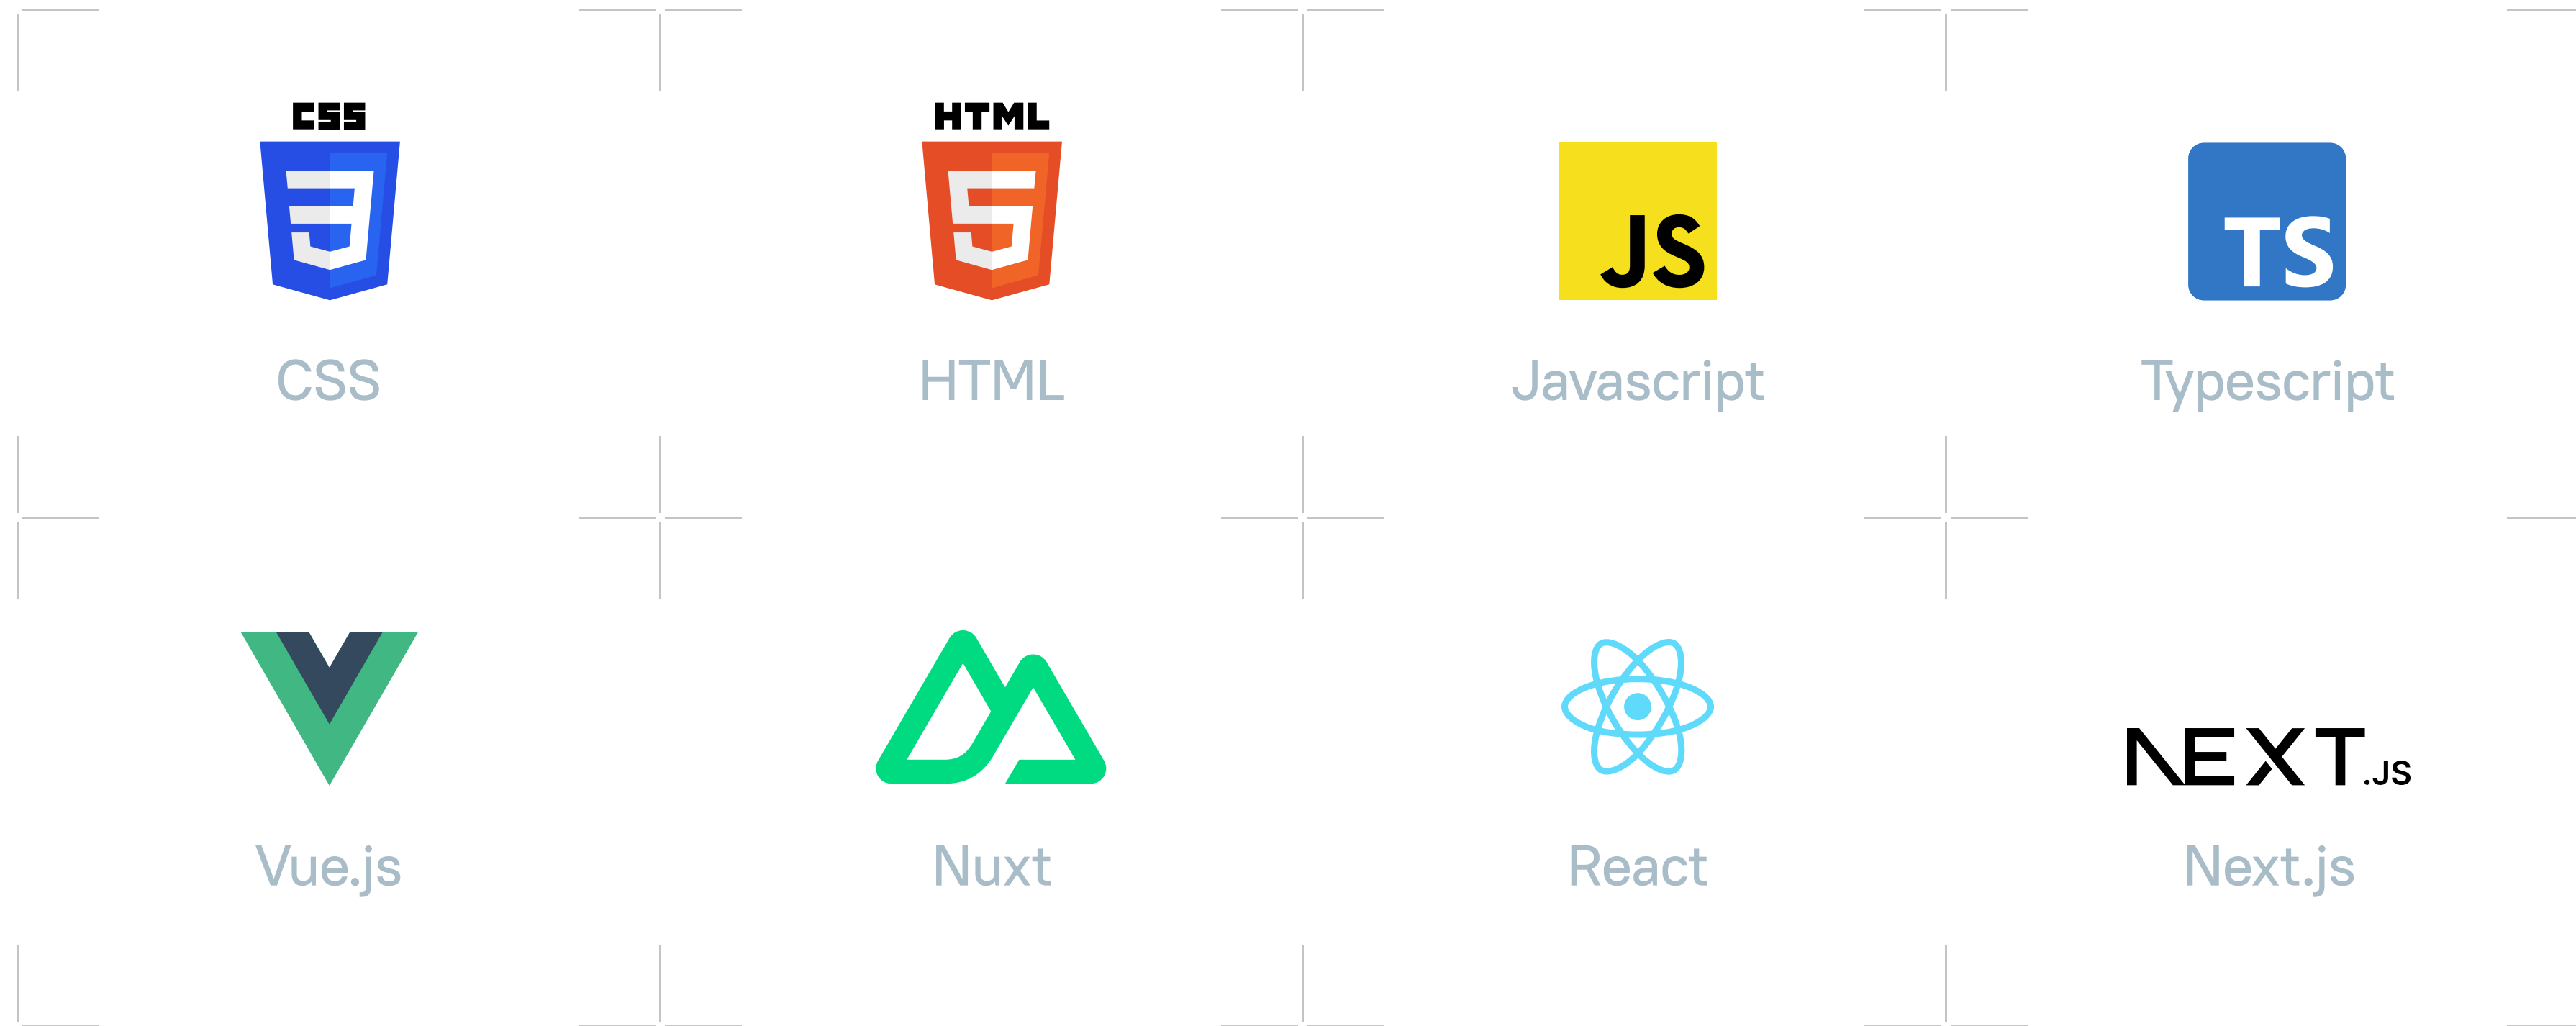 CSS
HTML
JS
TS
CSS
HTML
Javascript
Typescript
NEXT.JS
Vue.js
Nuxt
React
Next.js